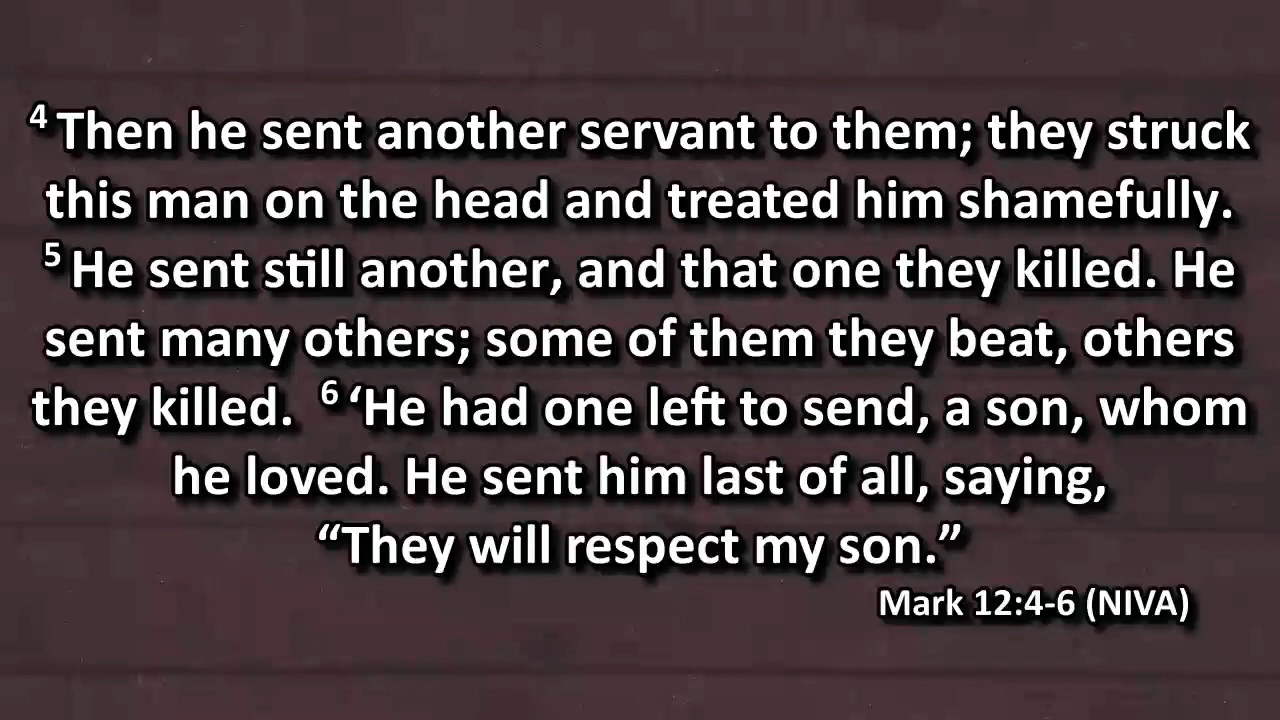 4 Then he sent another servant to them; they struck
this man on the head and treated him shamefully.
5 He sent still another, and that one they killed. He
sent many others; some of them they beat, others
they killed. 6 ‘He had one left to send, a son, whom
he loved. He sent him last of all, saying,
“They will respect my son.”
Mark 12:4-6 (NIVA)